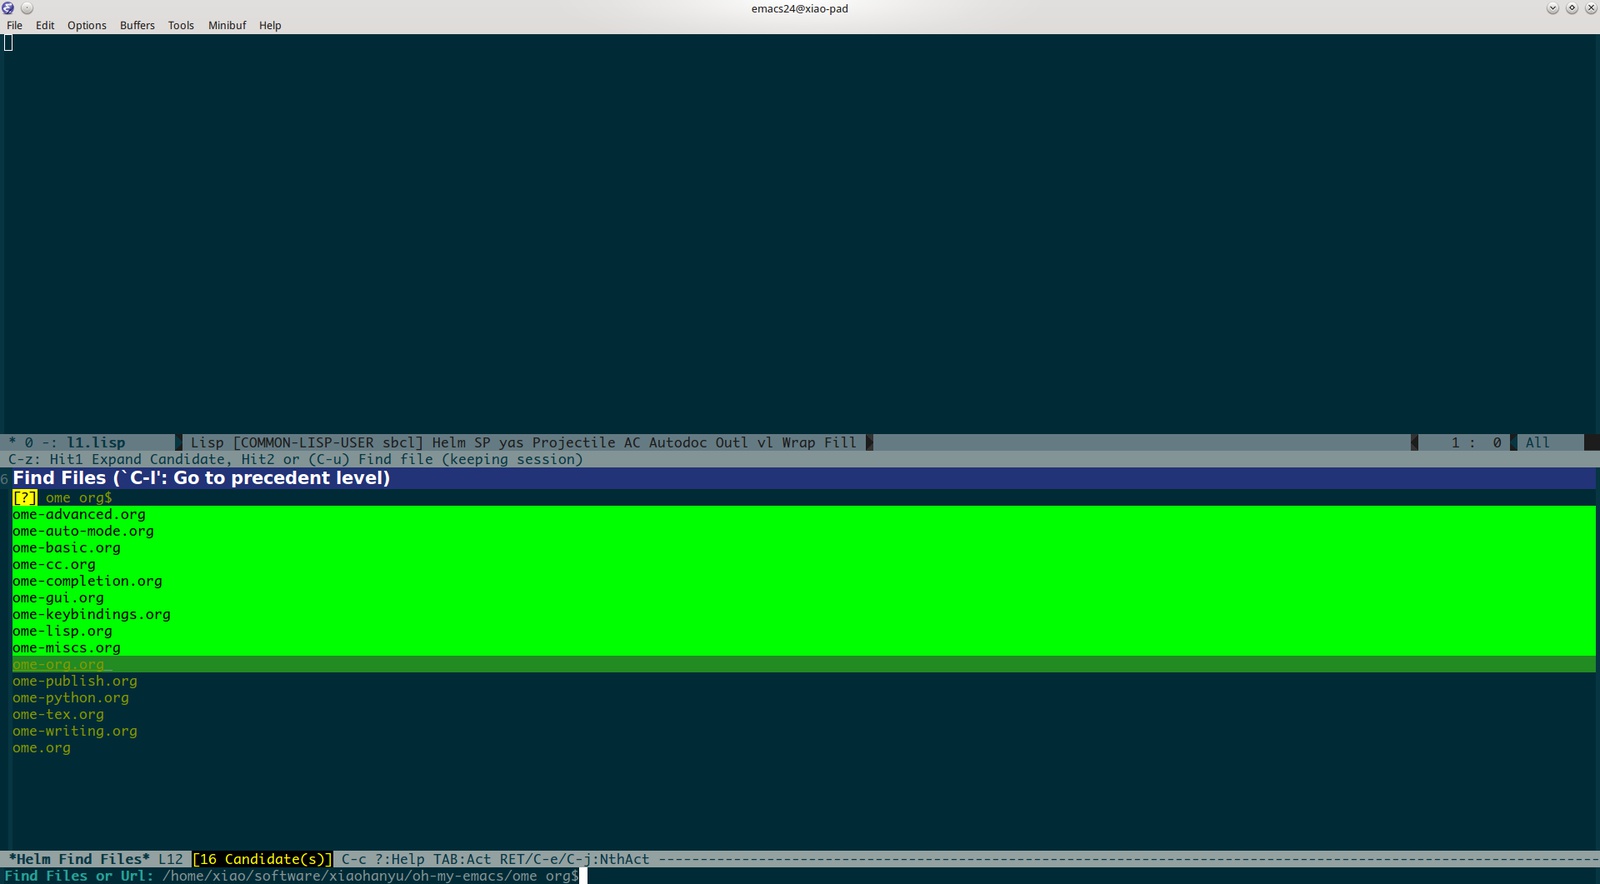 emacs24@xiao-pad
File Edit Options Buffers Tools Minibuf Help
* 0 -: l1.lisp Lisp [COMMON-LISP-USER sbcl] Helm SP yas Projectile AC Autodoc Outl vl Wrap Fill 1 : 0 All
C-z: Hit1 Expand Candidate, Hit2 or (C-u) Find file (keeping session)
6 Find Files (`C-l': Go to precedent level)
[?] ome org$
ome-advanced.org
ome-auto-mode.org
ome-basic.org
ome-cc.org
ome-completion.org
ome-gui.org
ome-keybindings.org
ome-lisp.org
ome-miscs.org
ome-org.org
ome-publish.org
ome-python.org
ome-tex.org
ome-writing.org
ome.org
*Helm Find Files* L12 [16 Candidate(s)] C-c ?:Help TAB:Act RET/C-e/C-j:NthAct
Find Files or Url: /home/xiao/software/xiaohanyu/oh-my-emacs/ome org$